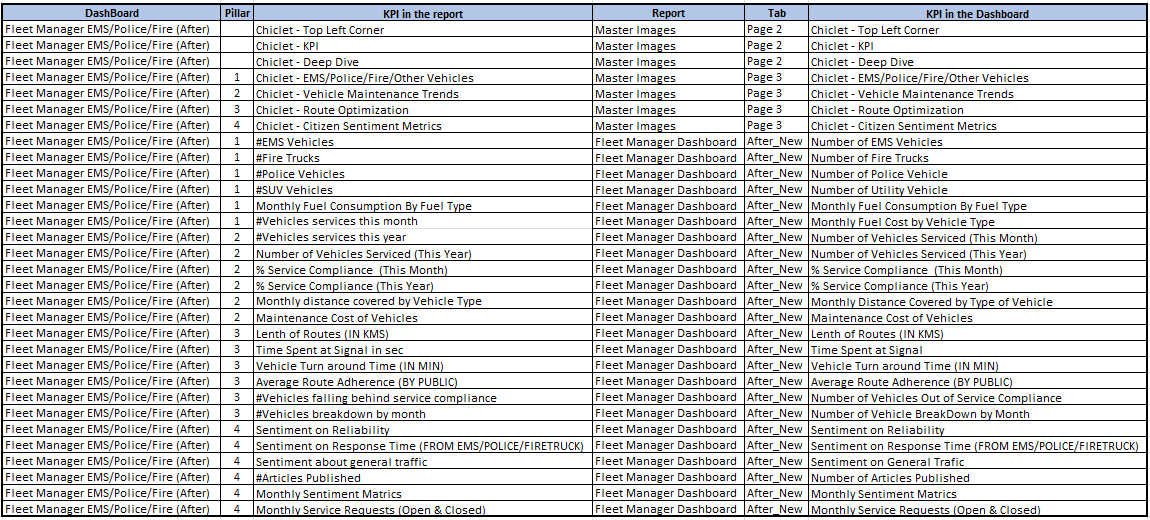 DashBoard Pillar KPI in the report Report Tab KPI in the Dashboard
Fleet Manager EMS/Police/Fire (After) Chiclet - Top Left Corner Master Images Page 2 Chiclet - Top Left Corner
Fleet Manager EMS/Police/Fire (After) Chiclet - KPI Master Images Page 2 Chiclet - KPI
Fleet Manager EMS/Police/Fire (After) Chiclet - Deep Dive Master Images Page 2 Chiclet - Deep Dive
Fleet Manager EMS/Police/Fire (After) 1 Chiclet - EMS/Police/Fire/Other Vehicles Master Images Page 3 Chiclet - EMS/Police/Fire/Other Vehicles
Fleet Manager EMS/Police/Fire (After) 2 Chiclet - Vehicle Maintenance Trends Master Images Page 3 Chiclet - Vehicle Maintenance Trends
Fleet Manager EMS/Police/Fire (After) 3 Chiclet - Route Optimization Master Images Page 3 Chiclet - Route Optimization
Fleet Manager EMS/Police/Fire (After) 4 Chiclet - Citizen Sentiment Metrics Master Images Page 3 Chiclet - Citizen Sentiment Metrics
Fleet Manager EMS/Police/Fire (After) 1 #EMS Vehicles Fleet Manager Dashboard After_New Number of EMS Vehicles
Fleet Manager EMS/Police/Fire (After) 1 #Fire Trucks Fleet Manager Dashboard After_New Number of Fire Trucks
Fleet Manager EMS/Police/Fire (After) 1 #Police Vehicles Fleet Manager Dashboard After_New Number of Police Vehicle
Fleet Manager EMS/Police/Fire (After) 1 #SUV Vehicles Fleet Manager Dashboard After_New Number of Utility Vehicle
Fleet Manager EMS/Police/Fire (After) 1 Monthly Fuel Consumption By Fuel Type Fleet Manager Dashboard After_New Monthly Fuel Consumption By Fuel Type
Fleet Manager EMS/Police/Fire (After) 1 #Vehicles services this month Fleet Manager Dashboard After_New Monthly Fuel Cost by Vehicle Type
Fleet Manager EMS/Police/Fire (After) 2 #Vehicles services this year Fleet Manager Dashboard After_New Number of Vehicles Serviced (This Month)
Fleet Manager EMS/Police/Fire (After) 2 Number of Vehicles Serviced (This Year) Fleet Manager Dashboard After_New Number of Vehicles Serviced (This Year)
Fleet Manager EMS/Police/Fire (After) 2 % Service Compliance (This Month) Fleet Manager Dashboard After_New % Service Compliance (This Month)
Fleet Manager EMS/Police/Fire (After) 2 % Service Compliance (This Year) Fleet Manager Dashboard After_New % Service Compliance (This Year)
Fleet Manager EMS/Police/Fire (After) 2 Monthly distance covered by Vehicle Type Fleet Manager Dashboard After_New Monthly Distance Covered by Type of Vehicle
Fleet Manager EMS/Police/Fire (After) 2 Maintenance Cost of Vehicles Fleet Manager Dashboard After_New Maintenance Cost of Vehicles
Fleet Manager EMS/Police/Fire (After) 3 Lenth of Routes (IN KMS) Fleet Manager Dashboard After_New Lenth of Routes (IN KMS)
Fleet Manager EMS/Police/Fire (After) 3 Time Spent at Signal in sec Fleet Manager Dashboard After_New Time Spent at Signal
Fleet Manager EMS/Police/Fire (After) 3 Vehicle Turn around Time (IN MIN) Fleet Manager Dashboard After_New Vehicle Turn around Time (IN MIN)
Fleet Manager EMS/Police/Fire (After) 3 Average Route Adherence (BY PUBLIC) Fleet Manager Dashboard After_New Average Route Adherence (BY PUBLIC)
Fleet Manager EMS/Police/Fire (After) 3 #Vehicles falling behind service compliance Fleet Manager Dashboard After_New Number of Vehicles Out of Service Compliance
Fleet Manager EMS/Police/Fire (After) 3 #Vehicles breakdown by month Fleet Manager Dashboard After_New Number of Vehicle BreakDown by Month
Fleet Manager EMS/Police/Fire (After) 4 Sentiment on Reliability Fleet Manager Dashboard After_New Sentiment on Reliability
Fleet Manager EMS/Police/Fire (After) 4 Sentiment on Response Time (FROM EMS/POLICE/FIRETRUCK) Fleet Manager Dashboard After_New Sentiment on Response Time (FROM EMS/POLICE/FIRETRUCK)
Fleet Manager EMS/Police/Fire (After) 4 Sentiment about general traffic Fleet Manager Dashboard After_New Sentiment on General Trafic
Fleet Manager EMS/Police/Fire (After) 4 #Articles Published Fleet Manager Dashboard After_New Number of Articles Published
Fleet Manager EMS/Police/Fire (After) 4 Monthly Sentiment Matrics Fleet Manager Dashboard After_New Monthly Sentiment Matrics
Fleet Manager EMS/Police/Fire (After) 4 Monthly Service Requests (Open & Closed) Fleet Manager Dashboard After_New Monthly Service Requests (Open & Closed)